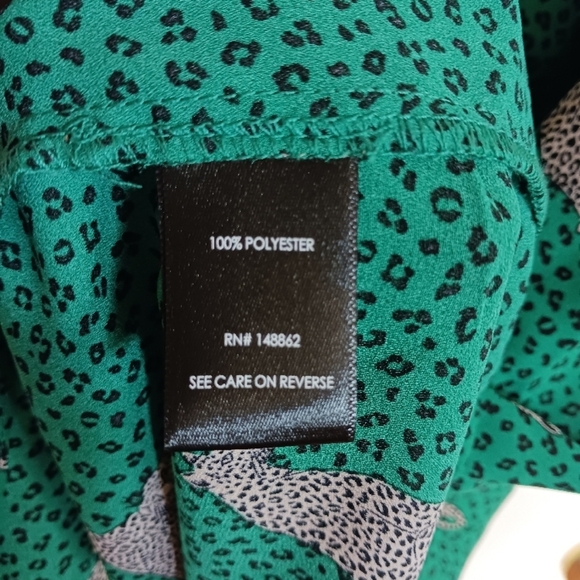 100% POLYESTER
RN# 148862
SEE CARE ON REVERSE